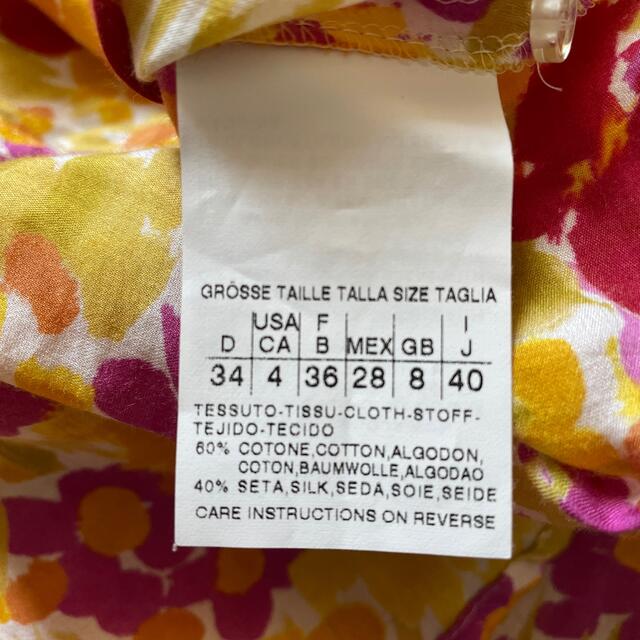 GRÖSSE TAILLE TALLA SIZE TAGLIA
USA F I
D CA B MEX GB J
34 4 36 28 8 40
TESSUTO-TISSU-CLOTH-STOFF-
TEJIDO-TECIDO
60% COTONE,COTTON,ALGODON,
COTON,BAUMWOLLE,ALGODAO
40% SETA,SILK,SEDA,SOIE,SEIDE
CARE INSTRUCTIONS ON REVERSE